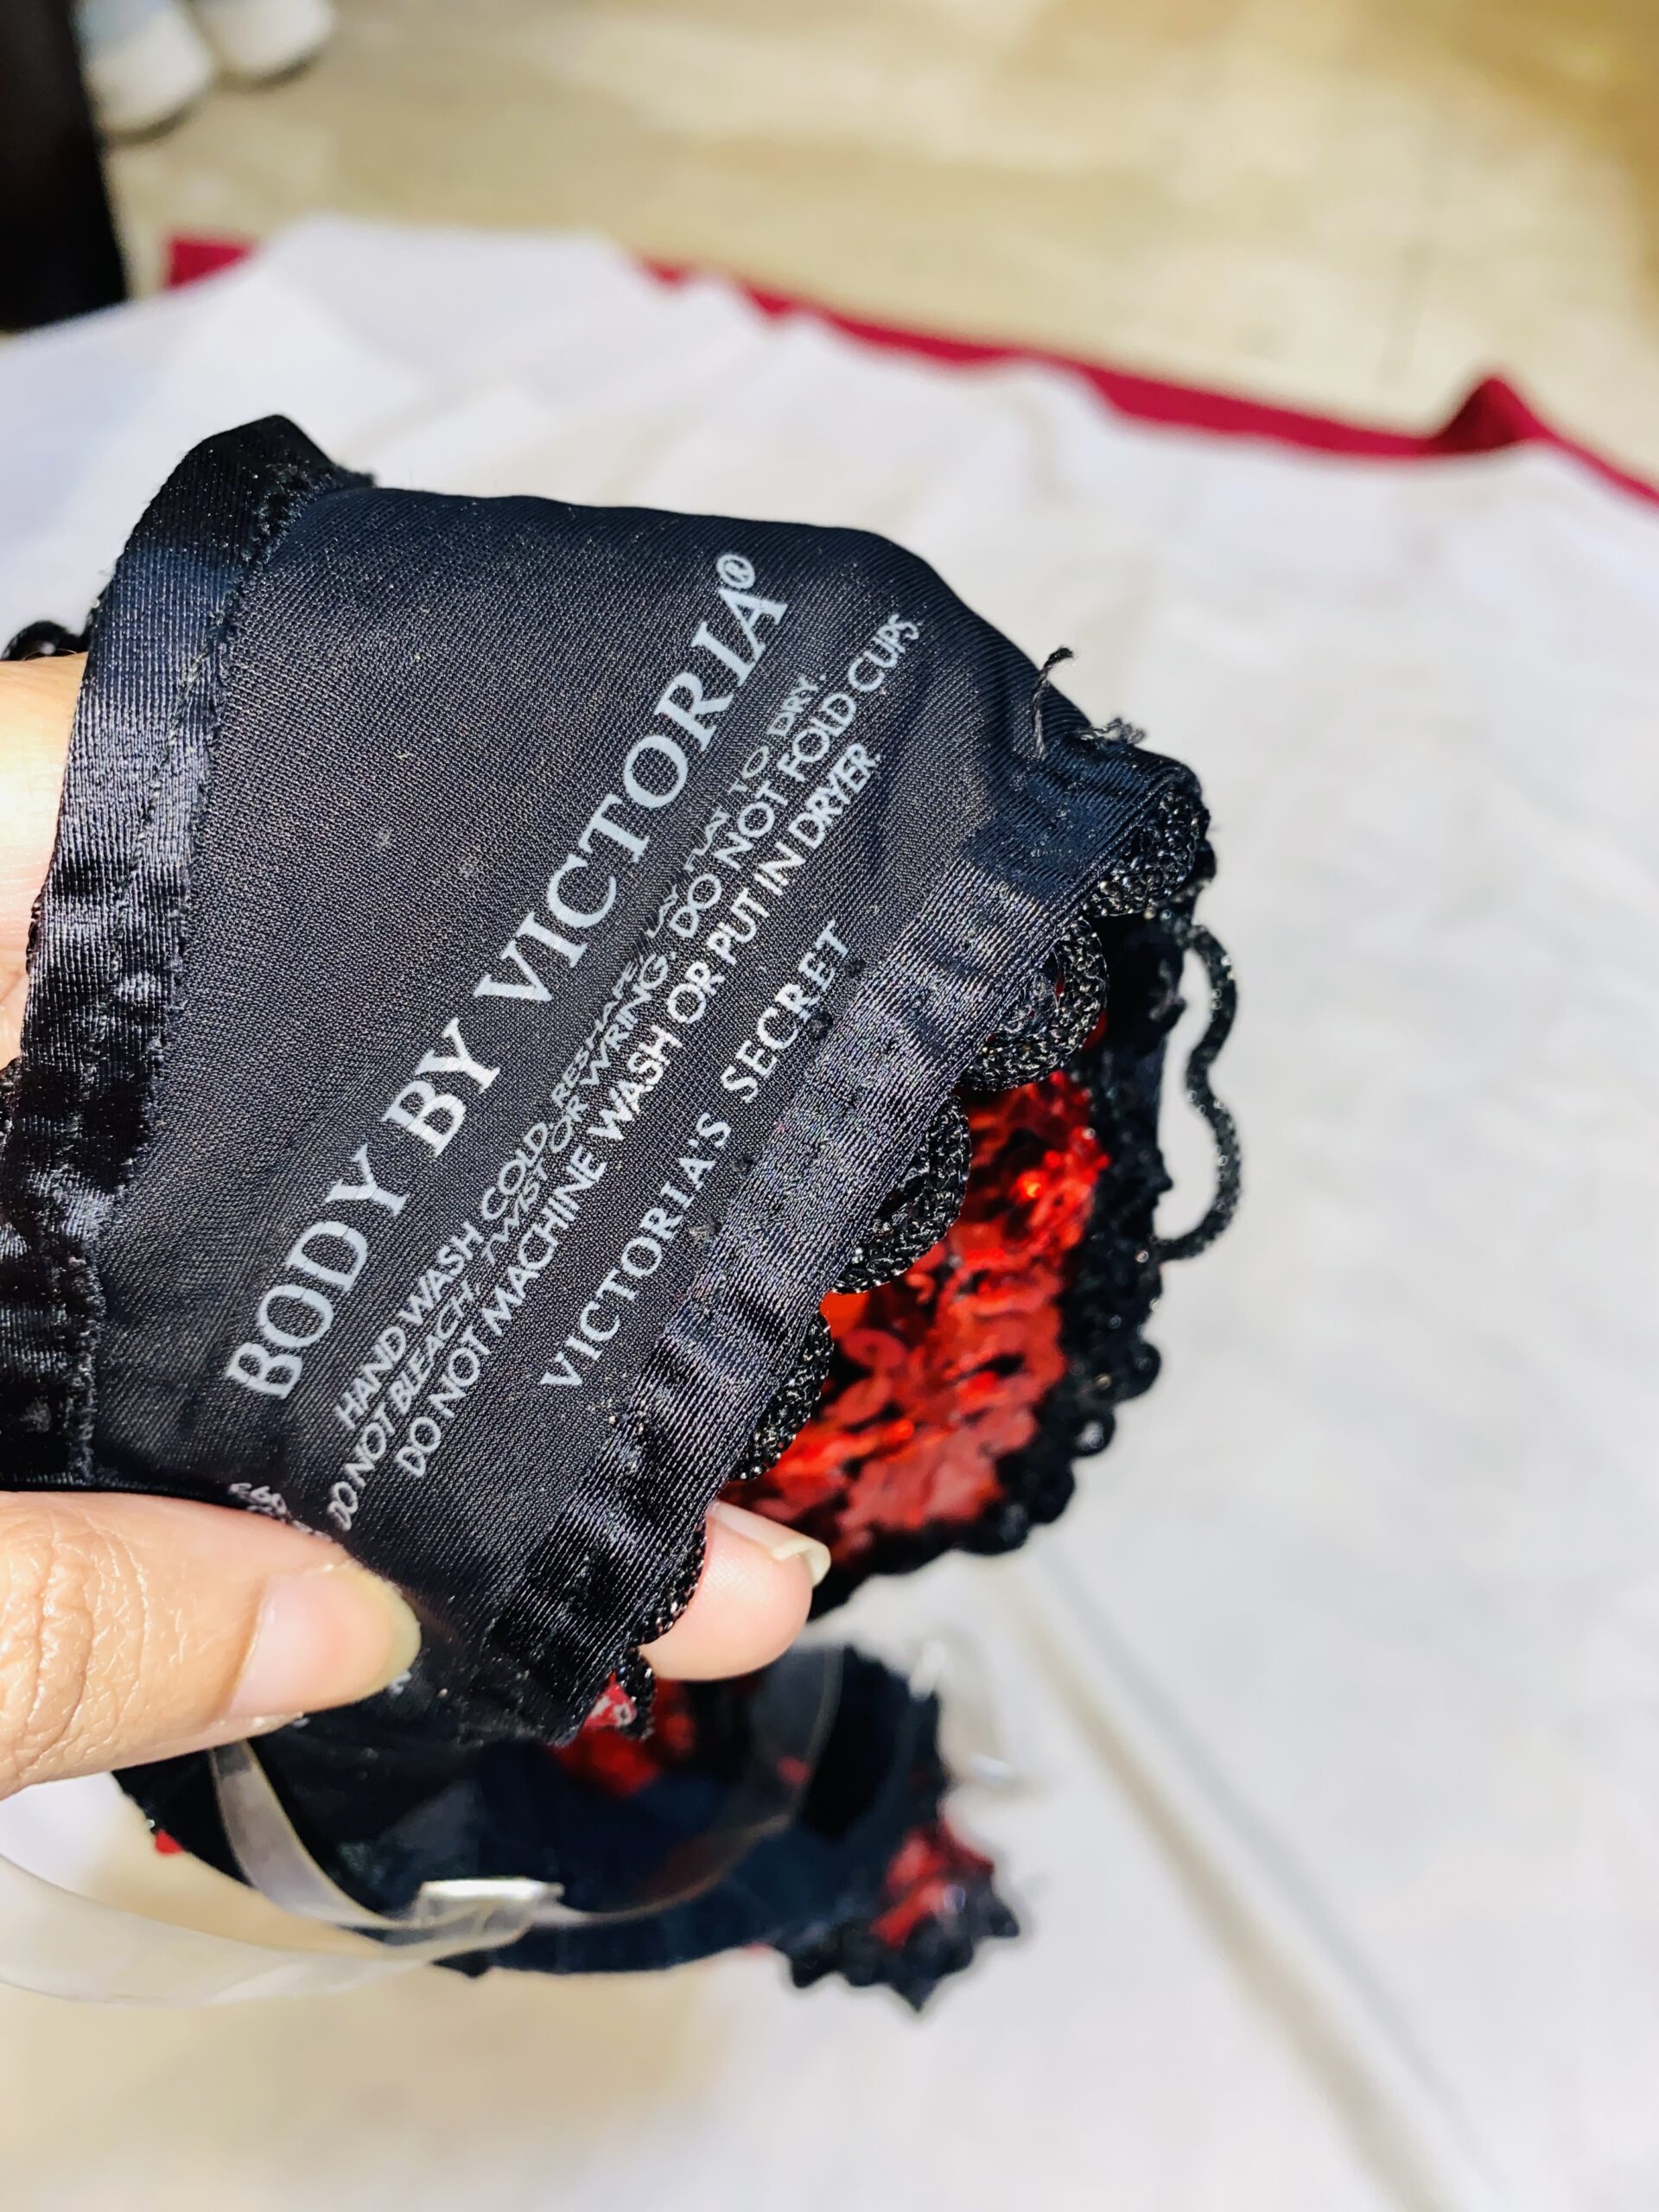 BODY BY VICTORIA®
HAND WASH COLD. RESHAPE. LAY FLAT TO DRY.
DO NOT BLEACH, TWIST OR WRING. DO NOT FOLD CUPS.
DO NOT MACHINE WASH OR PUT IN DRYER
VICTORIA'S SECRET